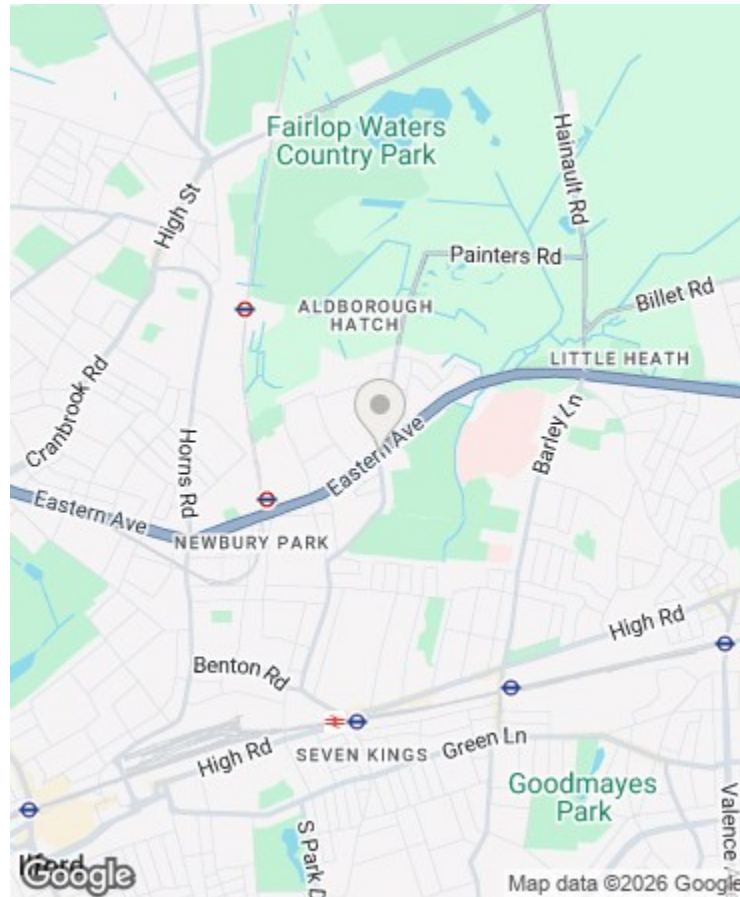 Fairlop Waters
Country Park
Hainault Rd
High St
Painters Rd
Billet Rd
ALDBOROUGH
HATCH
LITTLE HEATH
Cranbrook Rd
Horns Rd
Barley Ln
Eastern Ave
Eastern Ave
NEWBURY PARK
High Rd
Benton Rd
High Rd
SEVEN KINGS
Green Ln
Goodmayes
Park
Valence A
S Park D
Ilford
Google
Map data ©2026 Google